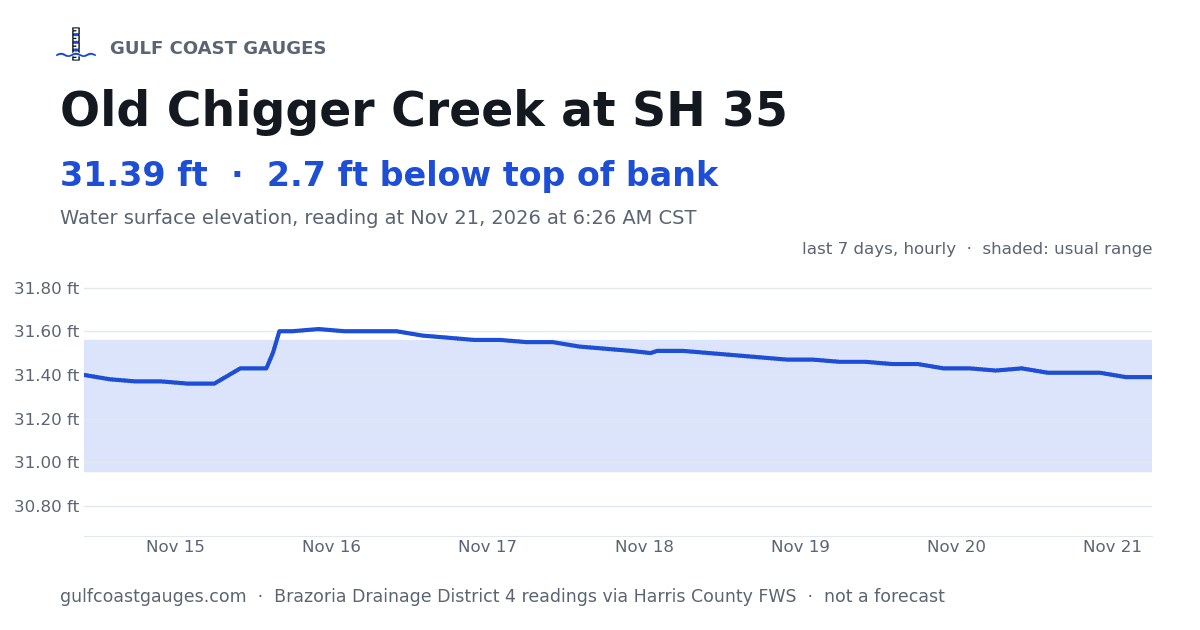 GULF COAST GAUGES
Old Chigger Creek at SH 35
31.39 ft · 2.7 ft below top of bank
Water surface elevation, reading at Nov 21, 2026 at 6:26 AM CST
last 7 days, hourly · shaded: usual range
31.80 ft
31.60 ft
31.40 ft
31.20 ft
31.00 ft
30.80 ft
Nov 15 Nov 16 Nov 17 Nov 18 Nov 19 Nov 20 Nov 21
gulfcoastgauges.com · Brazoria Drainage District 4 readings via Harris County FWS · not a forecast